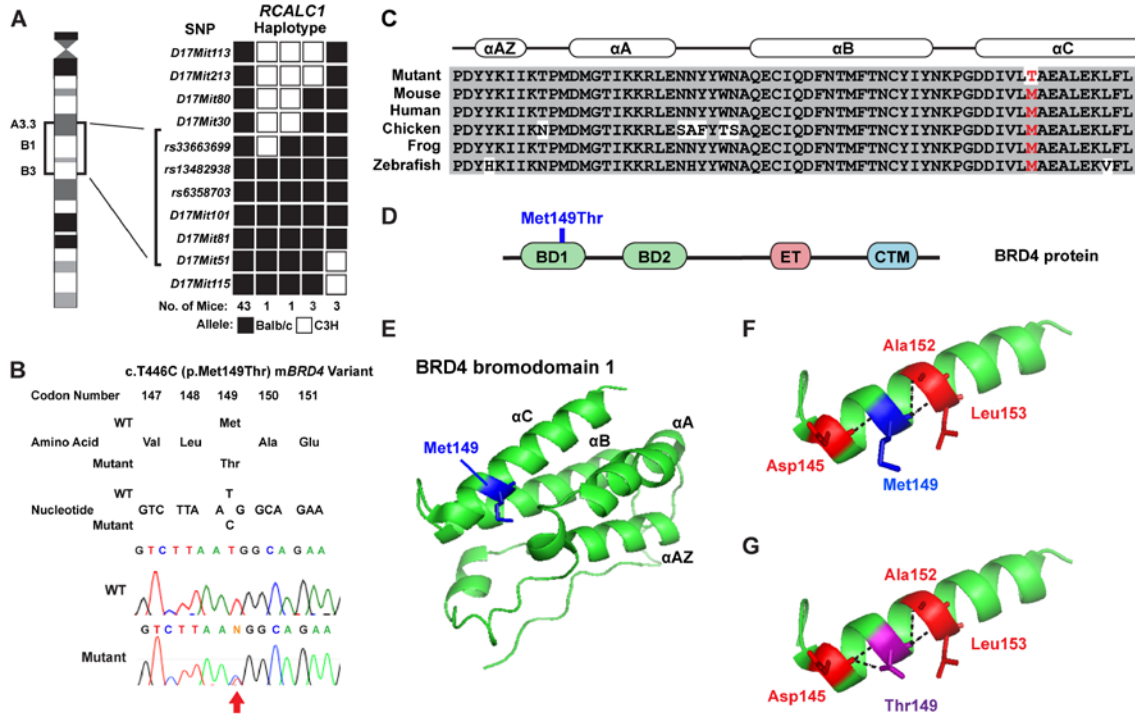 A
SNP
RCALC1
Haplotype
D17Mit113
D17Mit213
D17Mit80
D17Mit30
rs33663699
rs13482938
rs6358703
D17Mit101
D17Mit81
D17Mit51
D17Mit115
A3.3
B1
B3
No. of Mice: 43 1 1 3 3
Allele: Balb/c C3H
B
c.T446C (p.Met149Thr) mBRD4 Variant
Codon Number 147 148 149 150 151
WT Met
Amino Acid Val Leu Ala Glu
Mutant Thr
WT T
Nucleotide GTC TTA A G GCA GAA
Mutant C
G T C T T A A T G G C A G A A
WT
G T C T T A A N G G C A G A A
Mutant
C
αAZ αA αB αC
Mutant PDYYKIIKTPMDMGTIKKRLENNYYWNAQECIQDFNTMFTNCYIYNKPGDDIVLTAEALEKLFL
Mouse PDYYKIIKTPMDMGTIKKRLENNYYWNAQECIQDFNTMFTNCYIYNKPGDDIVLMAEALEKLFL
Human PDYYKIIKTPMDMGTIKKRLENNYYWNAQECIQDFNTMFTNCYIYNKPGDDIVLMAEALEKLFL
Chicken PDYYKIIKNPMDMGTIKKRLESAFYTSAQECIQDFNTMFTNCYIYNKPGDDIVLMAEALEKLFL
Frog PDYYKIIKTPMDMGTIKKRLENNYYWNAQECIQDFNTMFTNCYIYNKPGDDIVLMAEALEKLFL
Zebrafish PDYHKIIKNPMDMGTIKKRLENHYYWNAQECIQDFNTMFTNCYIYNKPGDDIVLMAEALEKVFL
D
Met149Thr
BD1 BD2 ET CTM BRD4 protein
E
BRD4 bromodomain 1
αC
αB
αA
Met149
αAZ
F
Ala152
Leu153
Asp145
Met149
G
Ala152
Leu153
Asp145
Thr149